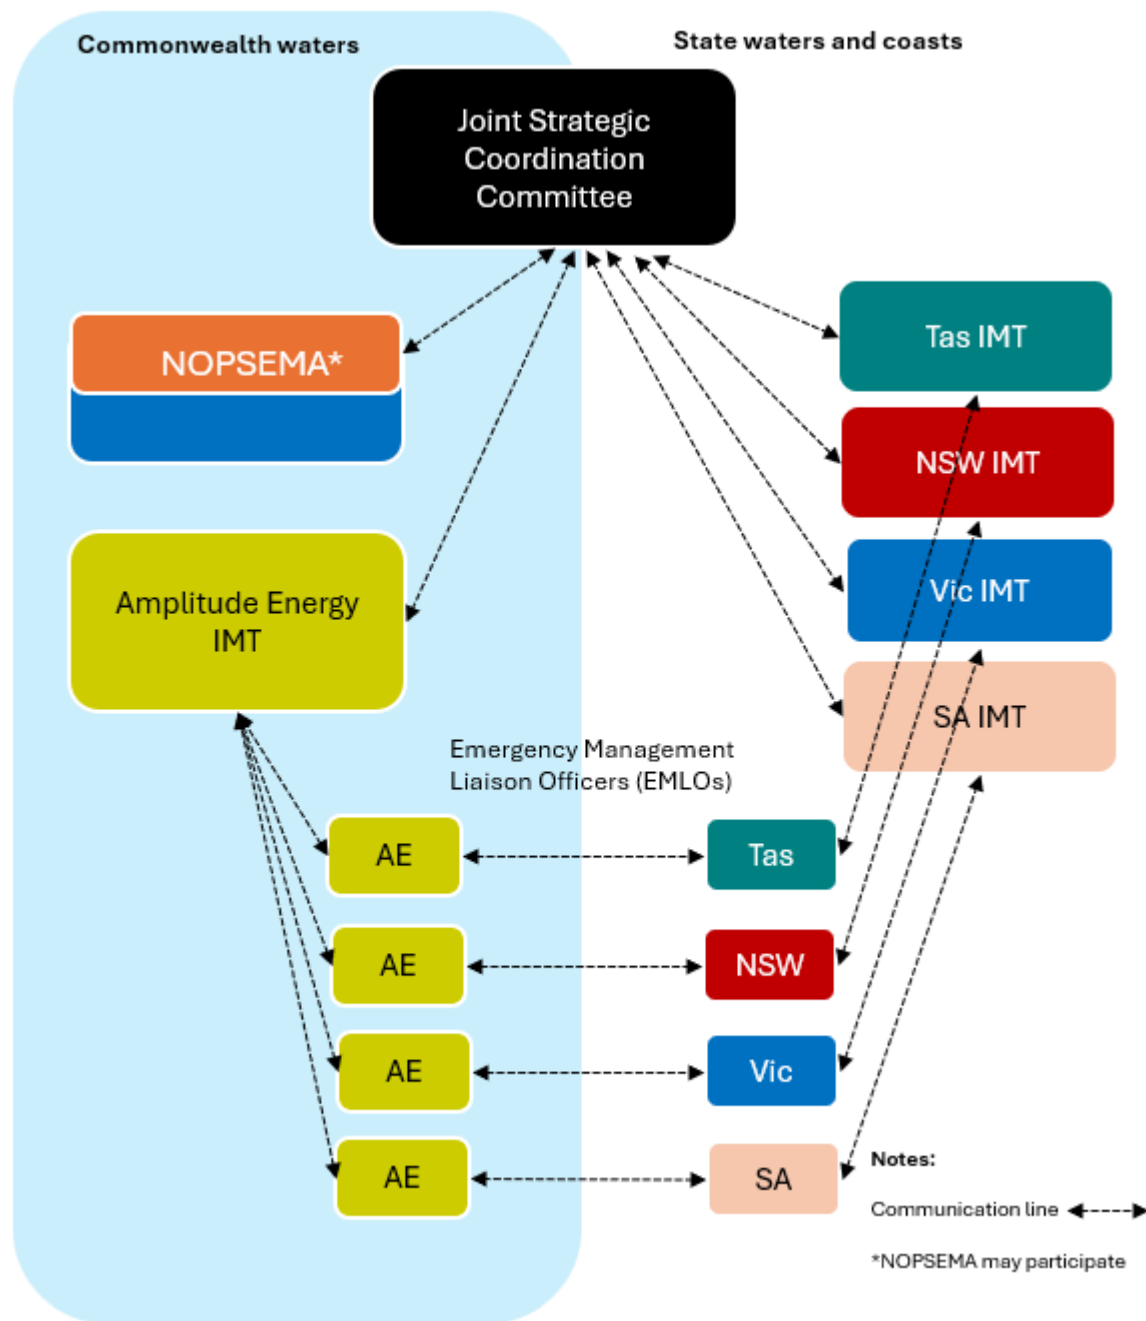 Commonwealth waters
State waters and coasts
Joint Strategic
Coordination
Committee
NOPSEMA*
Tas IMT
NSW IMT
Vic IMT
SA IMT
Amplitude Energy
IMT
Emergency Management
Liaison Officers (EMLOs)
AE
Tas
AE
NSW
AE
Vic
AE
SA
Notes:
Communication line
*NOPSEMA may participate